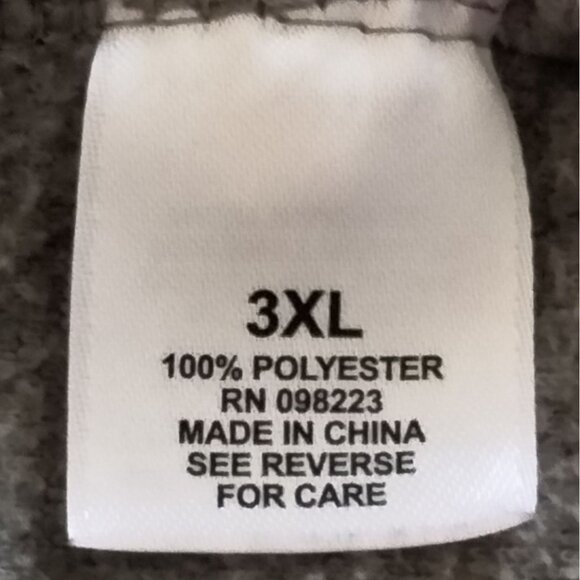 3XL
100% POLYESTER
RN 098223
MADE IN CHINA
SEE REVERSE
FOR CARE